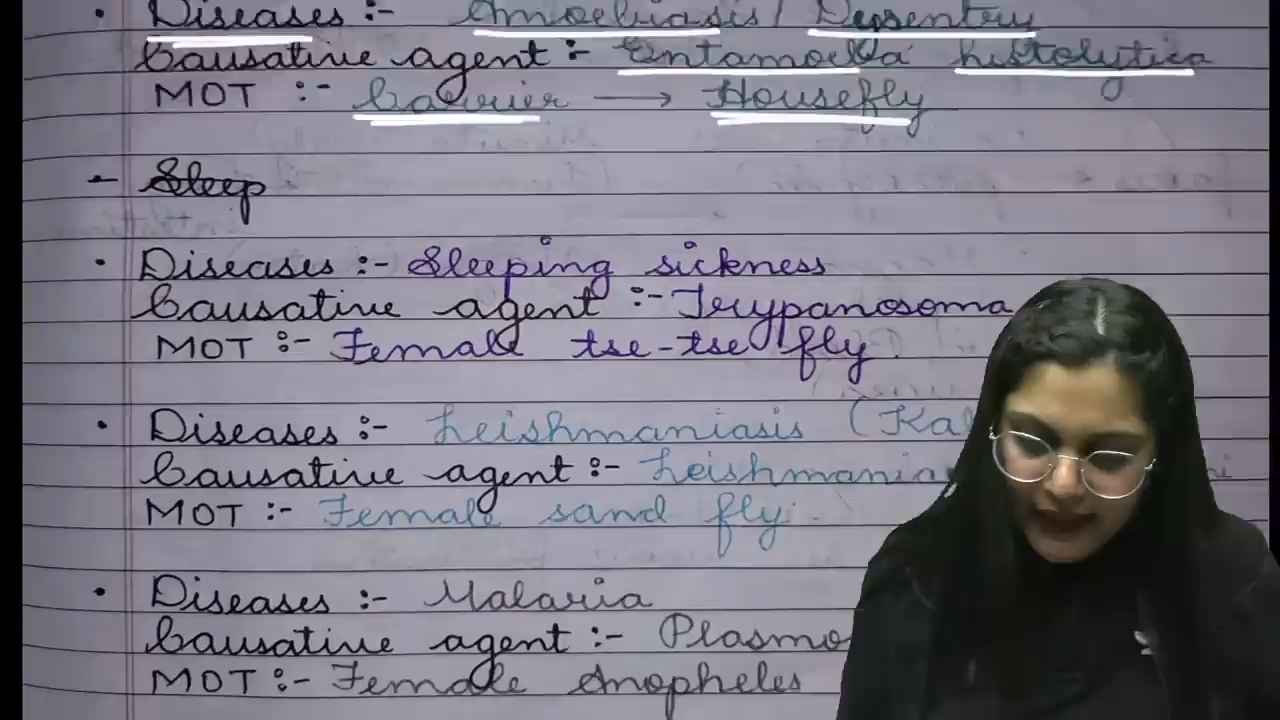 • Diseases :- Amoebiasis / Dysentry
Causative agent :- Entamoeba histolytica
MOT :- Carrier → Housefly
- Sleep
• Diseases :- Sleeping sickness
Causative agent :- Trypanosoma
MOT :- Female tse-tse fly.
• Diseases :- Leishmaniasis (Kal
Causative agent :- Leishmania
MOT :- Female sand fly.
• Diseases :- Malaria
Causative agent :- Plasmo
MOT :- Female Anopheles